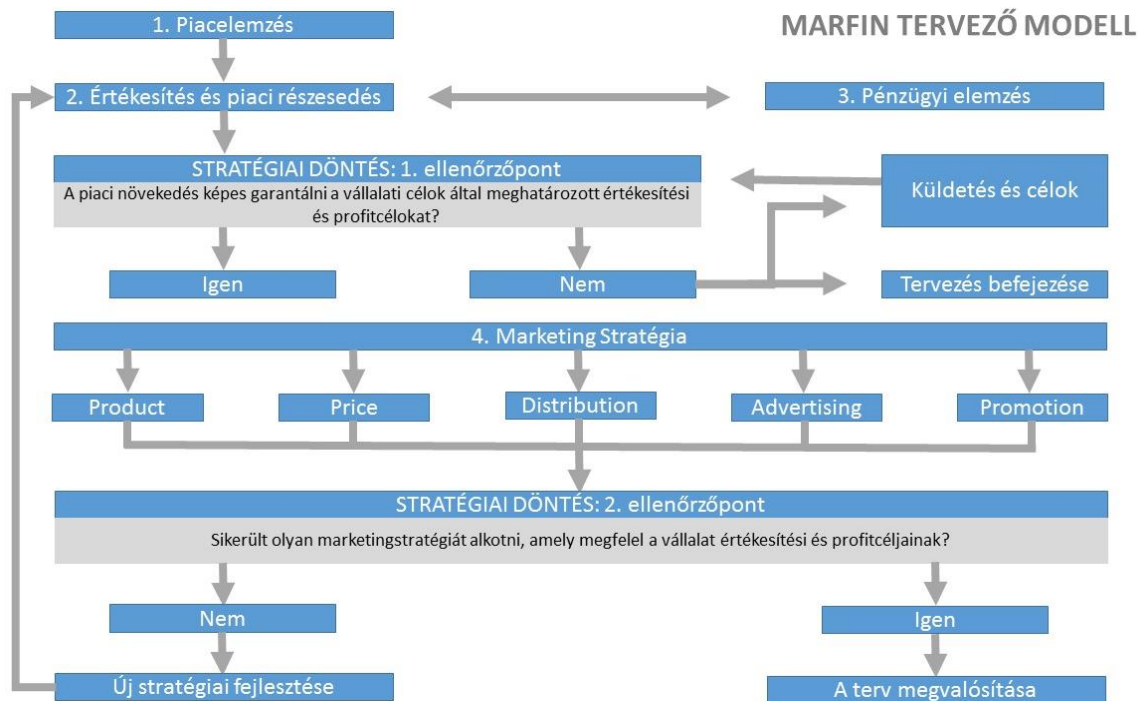 MARFIN TERVEZŐ MODELL
1. Piacelemzés
2. Értékesítés és piaci részesedés
3. Pénzügyi elemzés
STRATÉGIAI DÖNTÉS: 1. ellenőrzőpont
A piaci növekedés képes garantálni a vállalati célok által meghatározott értékesítési
és profitcélokat?
Küldetés és célok
Igen
Nem
Tervezés befejezése
4. Marketing Stratégia
Product
Price
Distribution
Advertising
Promotion
STRATÉGIAI DÖNTÉS: 2. ellenőrzőpont
Sikerült olyan marketingstratégiát alkotni, amely megfelel a vállalat értékesítési és profitcéljainak?
Nem
Igen
Új stratégiai fejlesztése
A terv megvalósítása